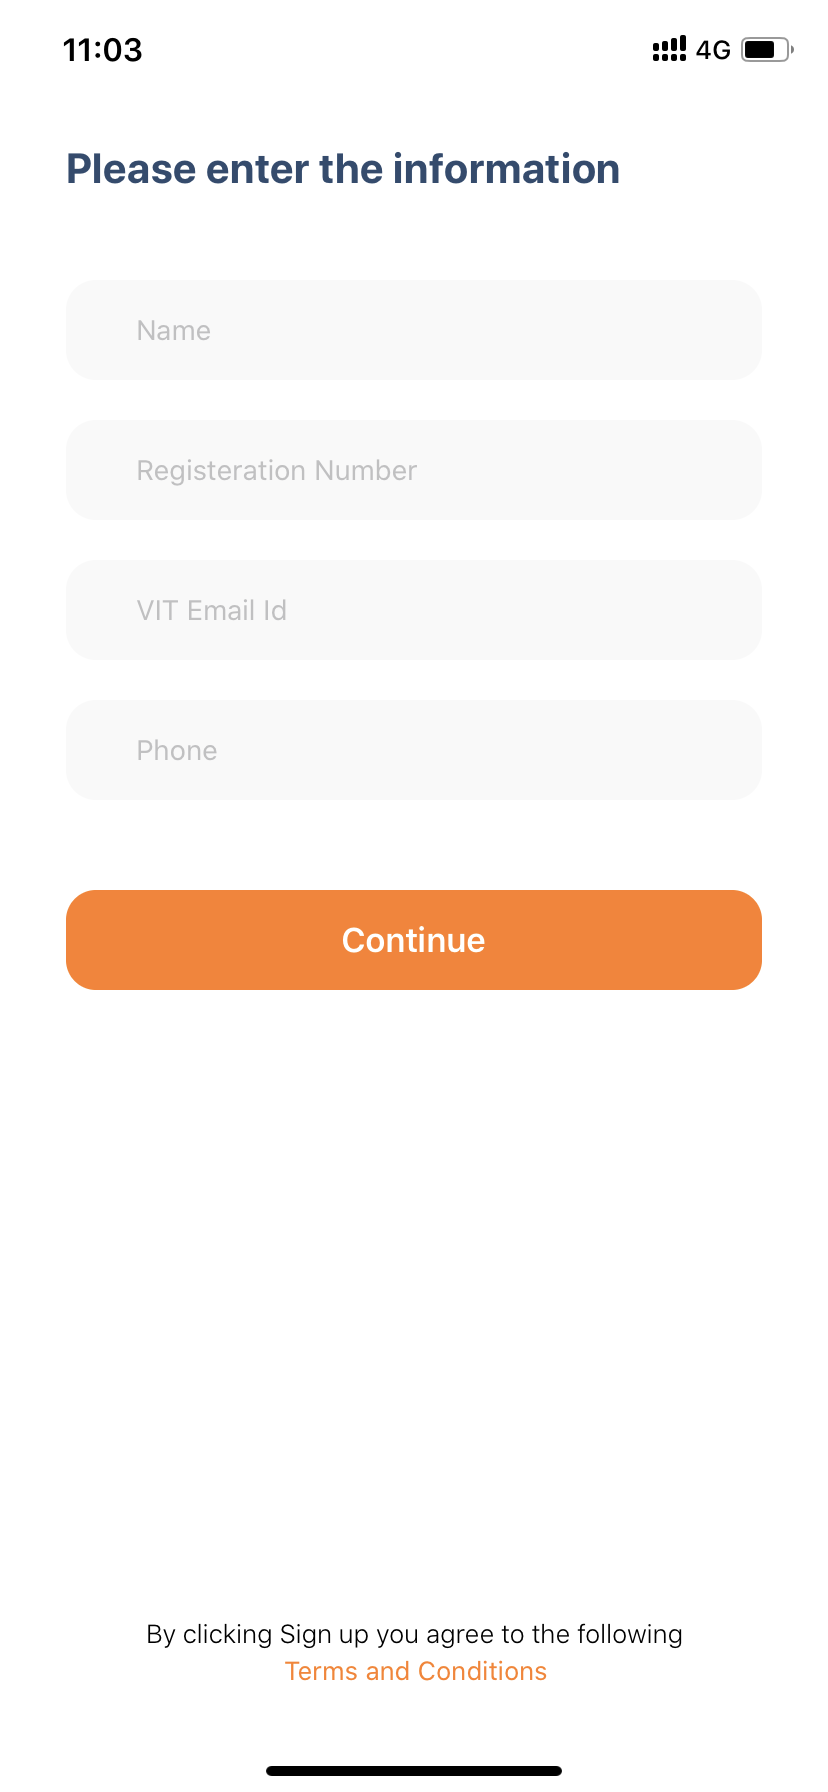 11:03
4G
Please enter the information
Name
Registeration Number
VIT Email Id
Phone
Continue
By clicking Sign up you agree to the following
Terms and Conditions